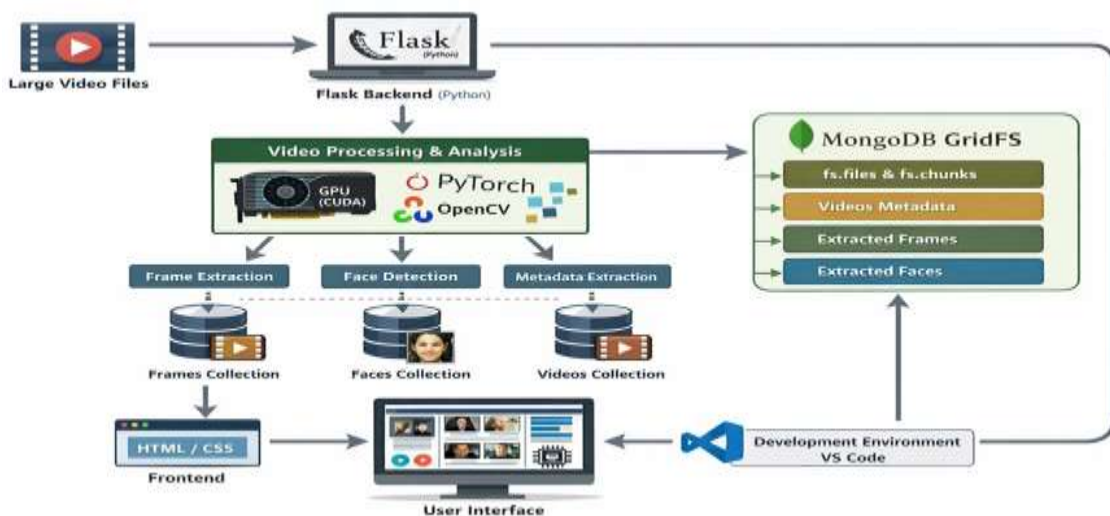 Flask
(Python)
Large Video Files
Flask Backend (Python)
Video Processing & Analysis
GPU
(CUDA)
PyTorch
OpenCV
MongoDB GridFS
fs.files & fs.chunks
Videos Metadata
Extracted Frames
Extracted Faces
Frame Extraction
Face Detection
Metadata Extraction
Frames Collection
Faces Collection
Videos Collection
HTML / CSS
Frontend
User Interface
Development Environment
VS Code